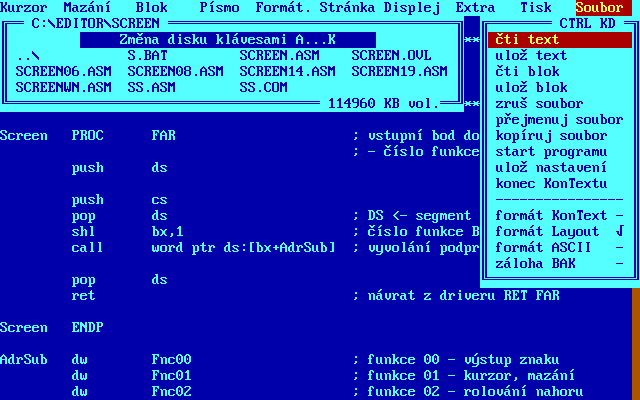 Kurzor  Mazání  Blok  Písmo  Formát. Stránka Displej  Extra  Tisk  Soubor
C:\EDITOR\SCREEN
Změna disku klávesami A...K
..\  S.BAT  SCREEN.ASM  SCREEN.OVL
SCREEN06.ASM  SCREEN08.ASM  SCREEN14.ASM  SCREEN19.ASM
SCREENWN.ASM  SS.ASM  SS.COM
114960 KB vol.
**
**
CTRL KD
čti text
ulož text
čti blok
ulož blok
zruš soubor
přejmenuj soubor
kopíruj soubor
start programu
ulož nastavení
konec KonTextu
----------------
formát KonText -
formát Layout √
formát ASCII -
záloha BAK -
Screen  PROC  FAR  ; vstupní bod do
; - číslo funkce
push  ds
push  cs
pop  ds  ; DS <- segment
shl  bx,1  ; číslo funkce B
call  word ptr ds:[bx+AdrSub]  ; vyvolání podpr
pop  ds
ret  ; návrat z driveru RET FAR
Screen  ENDP
AdrSub  dw  Fnc00  ; funkce 00 - výstup znaku
dw  Fnc01  ; funkce 01 - kurzor, mazání
dw  Fnc02  ; funkce 02 - rolování nahoru